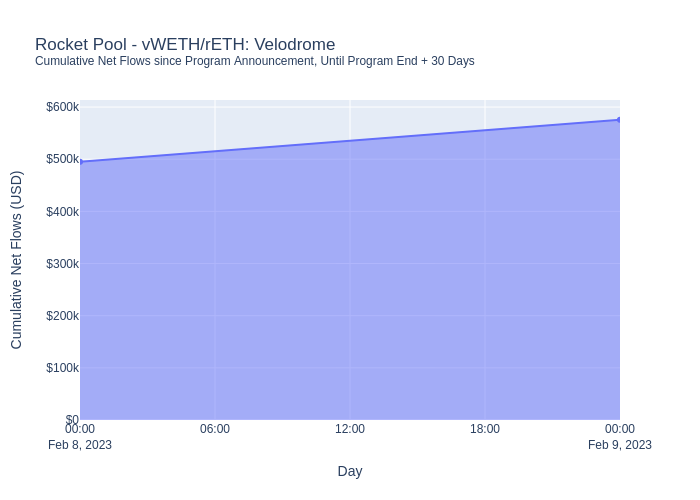 Rocket Pool - vWETH/rETH: Velodrome
Cumulative Net Flows since Program Announcement, Until Program End + 30 Days
Cumulative Net Flows (USD)
$600k
$500k
$400k
$300k
$200k
$100k
$0
00:00 06:00 12:00 18:00 00:00
Feb 8, 2023 Feb 9, 2023
Day